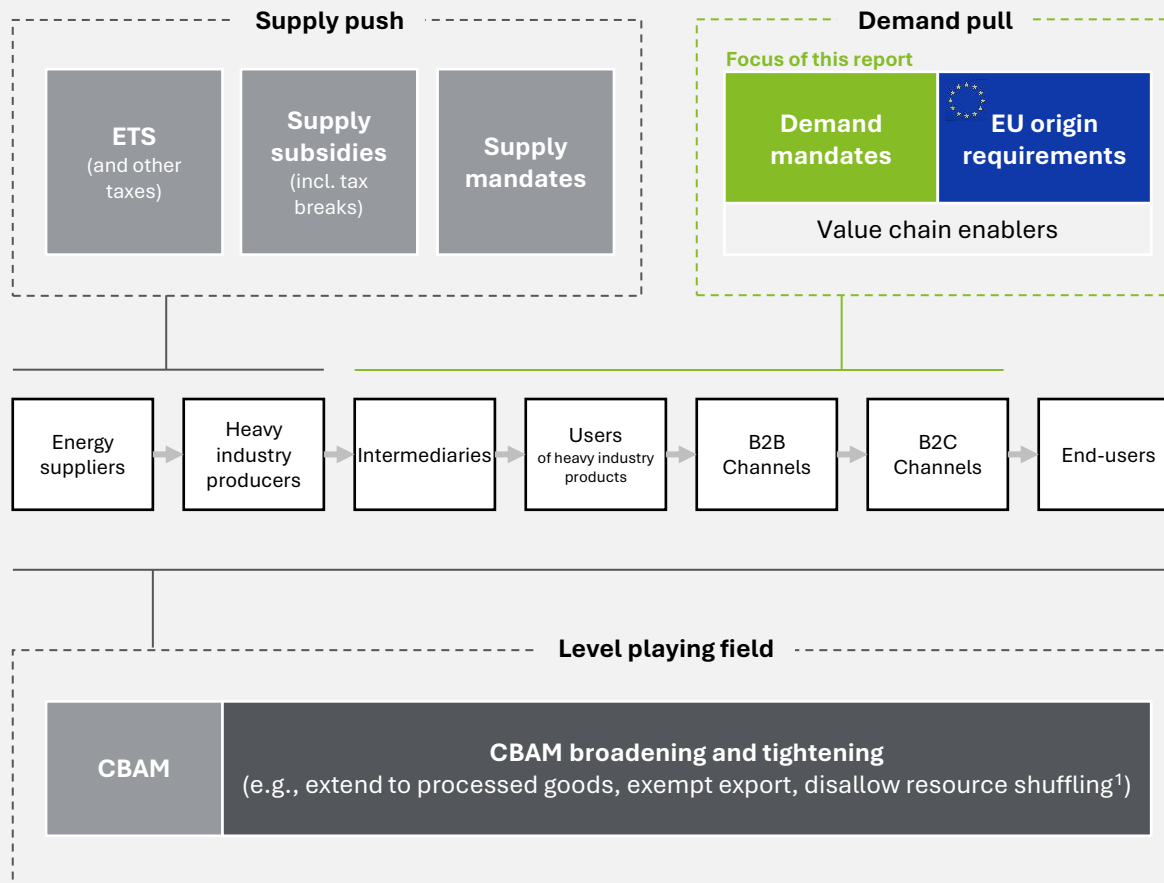 Supply push
ETS
(and other
taxes)
Supply
subsidies
(incl. tax
breaks)
Supply
mandates
Demand pull
Focus of this report
Demand
mandates
EU origin
requirements
Value chain enablers
Energy
suppliers
Heavy
industry
producers
Intermediaries
Users
of heavy industry
products
B2B
Channels
B2C
Channels
End-users
Level playing field
CBAM
CBAM broadening and tightening
(e.g., extend to processed goods, exempt export, disallow resource shuffling¹)